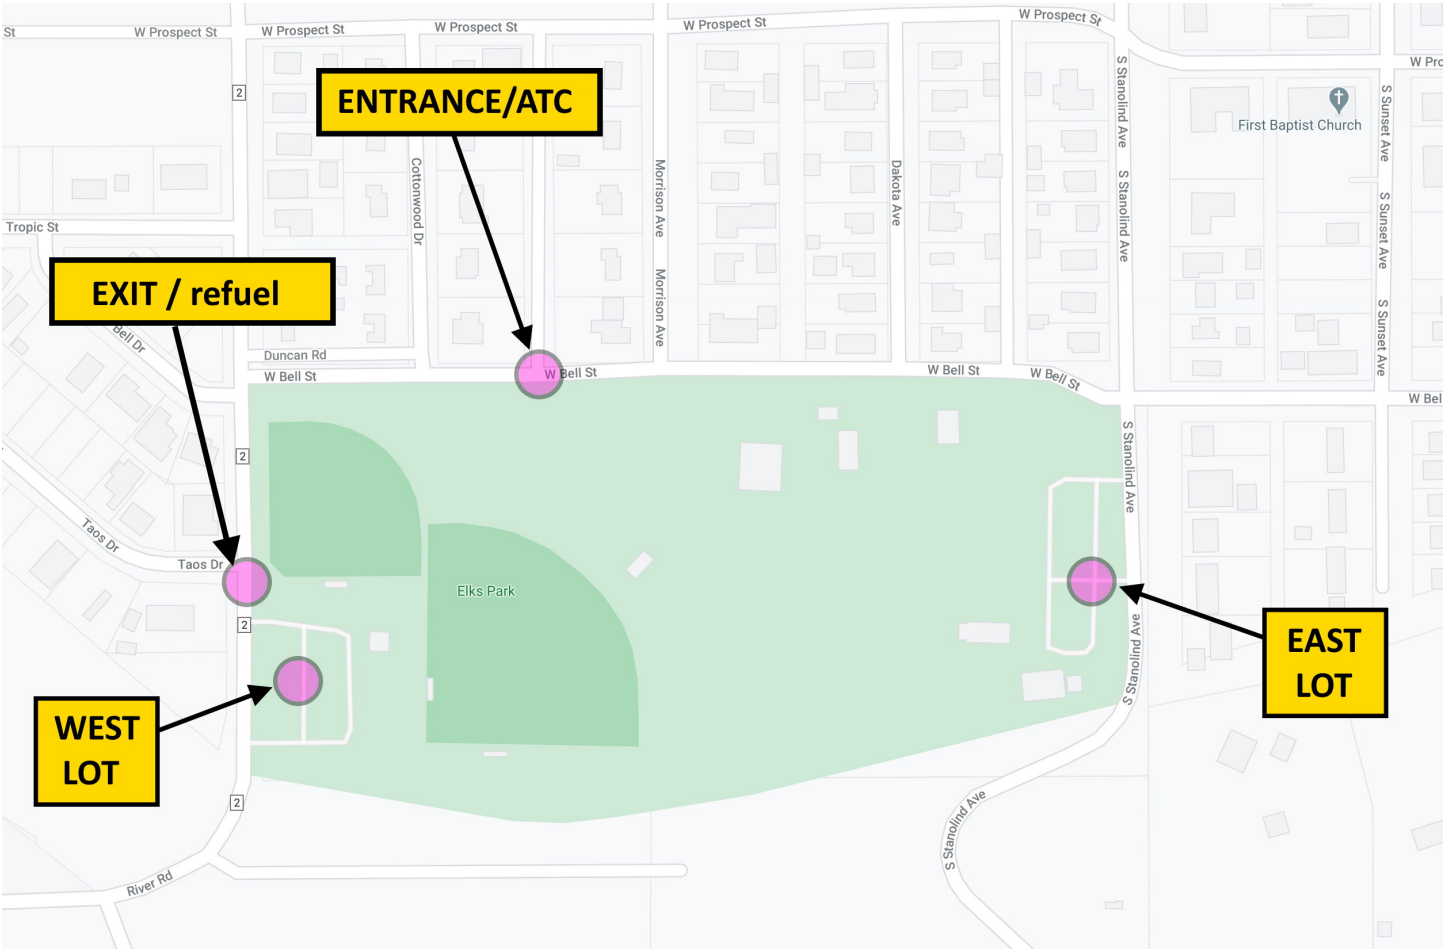 St
W Prospect St
W Prospect St
W Prospect St
W Prospect St
W Prospect St
W Pro
2
ENTRANCE/ATC
S Stanolind Ave
S Sunset Ave
First Baptist Church
Cottonwood Dr
Morrison Ave
Dakota Ave
S Stanolind Ave
S Sunset Ave
Tropic St
EXIT / refuel
Morrison Ave
S Sunset Ave
Bell Dr
Duncan Rd
W Bell St
W Bell St
W Bell St
W Bell St
W Bel
2
S Stanolind Ave
Taos Dr
Taos Dr
Elks Park
2
EAST
LOT
S Stanolind Ave
WEST
LOT
2
S Stanolind Ave
River Rd